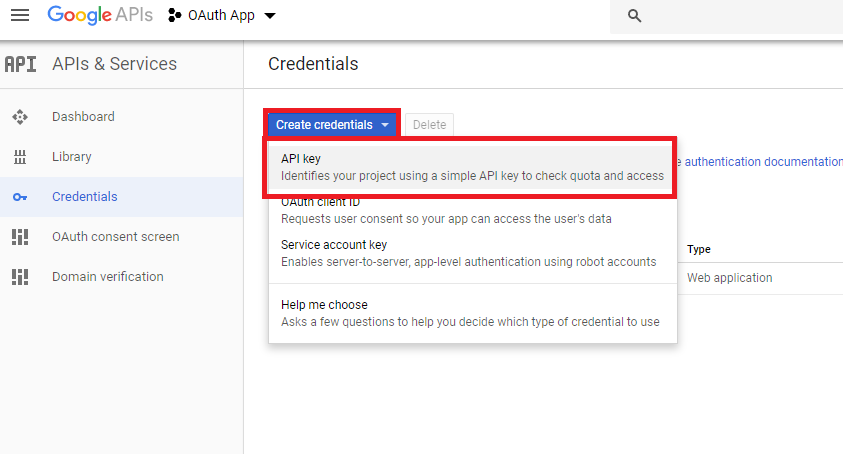 Google APIs OAuth App
API APIs & Services Credentials
Dashboard
Library
Credentials
OAuth consent screen
Domain verification
Create credentials Delete
API key
Identifies your project using a simple API key to check quota and access
authentication documentation
OAuth client ID
Requests user consent so your app can access the user's data
Service account key
Enables server-to-server, app-level authentication using robot accounts
Help me choose
Asks a few questions to help you decide which type of credential to use
Type
Web application